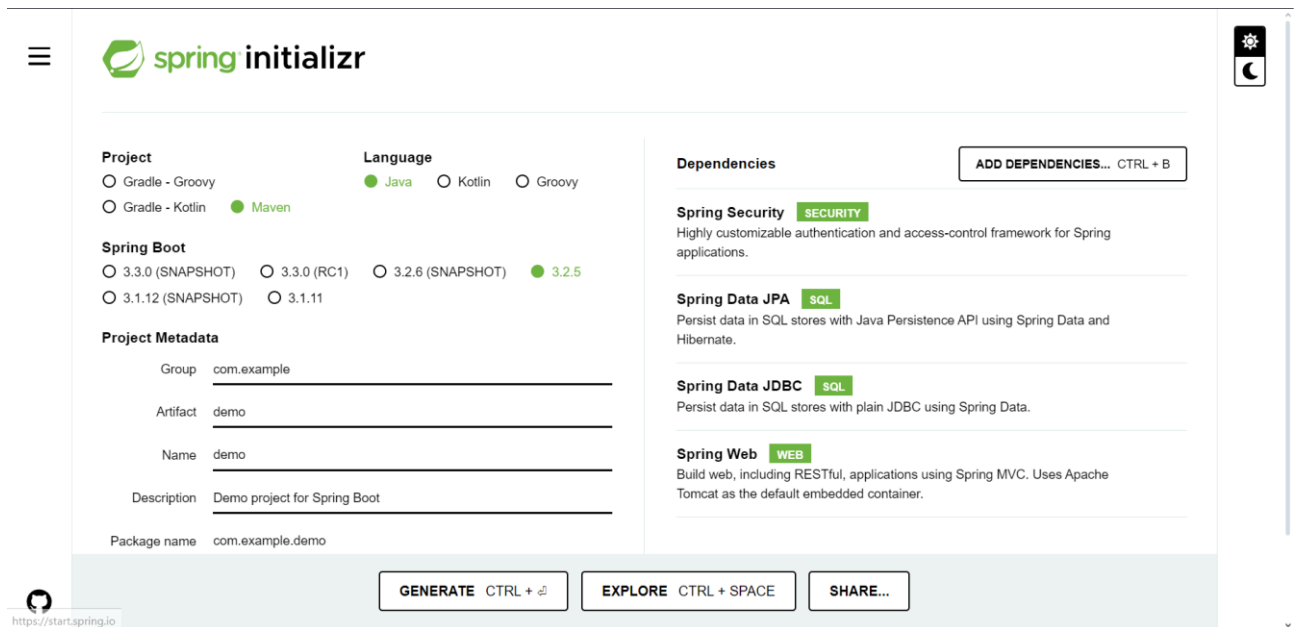 spring initializr
Project
Gradle - Groovy
Gradle - Kotlin Maven
Language
Java Kotlin Groovy
Spring Boot
3.3.0 (SNAPSHOT) 3.3.0 (RC1) 3.2.6 (SNAPSHOT) 3.2.5
3.1.12 (SNAPSHOT) 3.1.11
Project Metadata
Group com.example
Artifact demo
Name demo
Description Demo project for Spring Boot
Package name com.example.demo
Dependencies ADD DEPENDENCIES... CTRL + B
Spring Security SECURITY
Highly customizable authentication and access-control framework for Spring
applications.
Spring Data JPA SQL
Persist data in SQL stores with Java Persistence API using Spring Data and
Hibernate.
Spring Data JDBC SQL
Persist data in SQL stores with plain JDBC using Spring Data.
Spring Web WEB
Build web, including RESTful, applications using Spring MVC. Uses Apache
Tomcat as the default embedded container.
GENERATE CTRL + ⏎ EXPLORE CTRL + SPACE SHARE...
https://start.spring.io